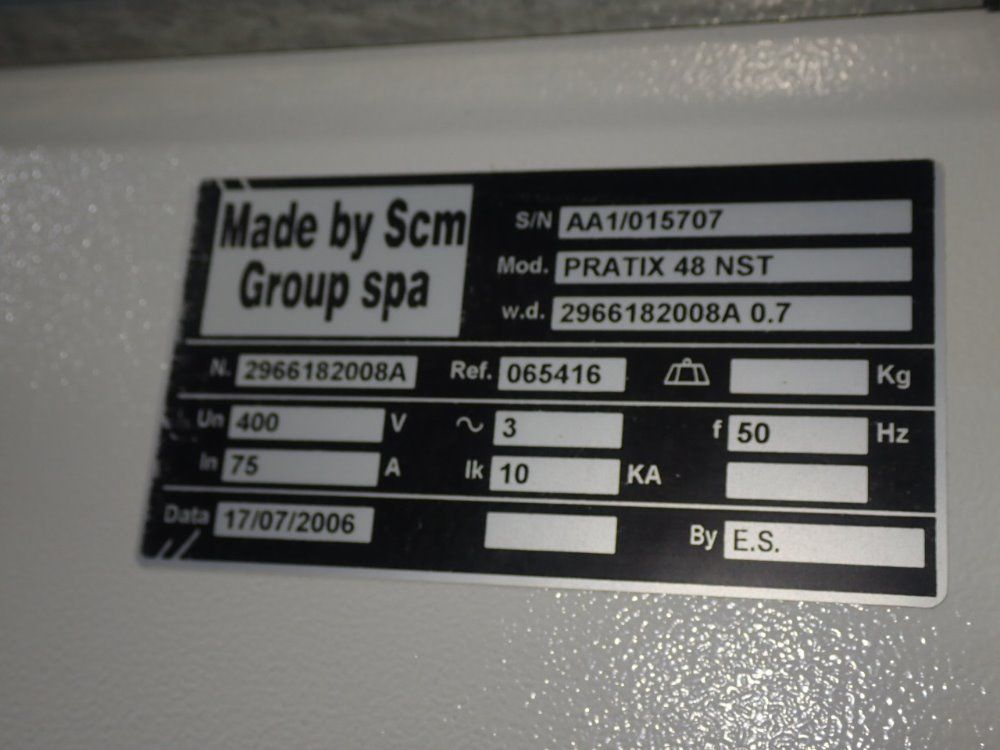 Made by Scm
Group spa
S/N AA1/015707
Mod. PRATIX 48 NST
w.d. 2966182008A 0.7
N. 2966182008A Ref. 065416 Kg
Un 400 V ~ 3 f 50 Hz
In 75 A Ik 10 KA
Data 17/07/2006 By E.S.